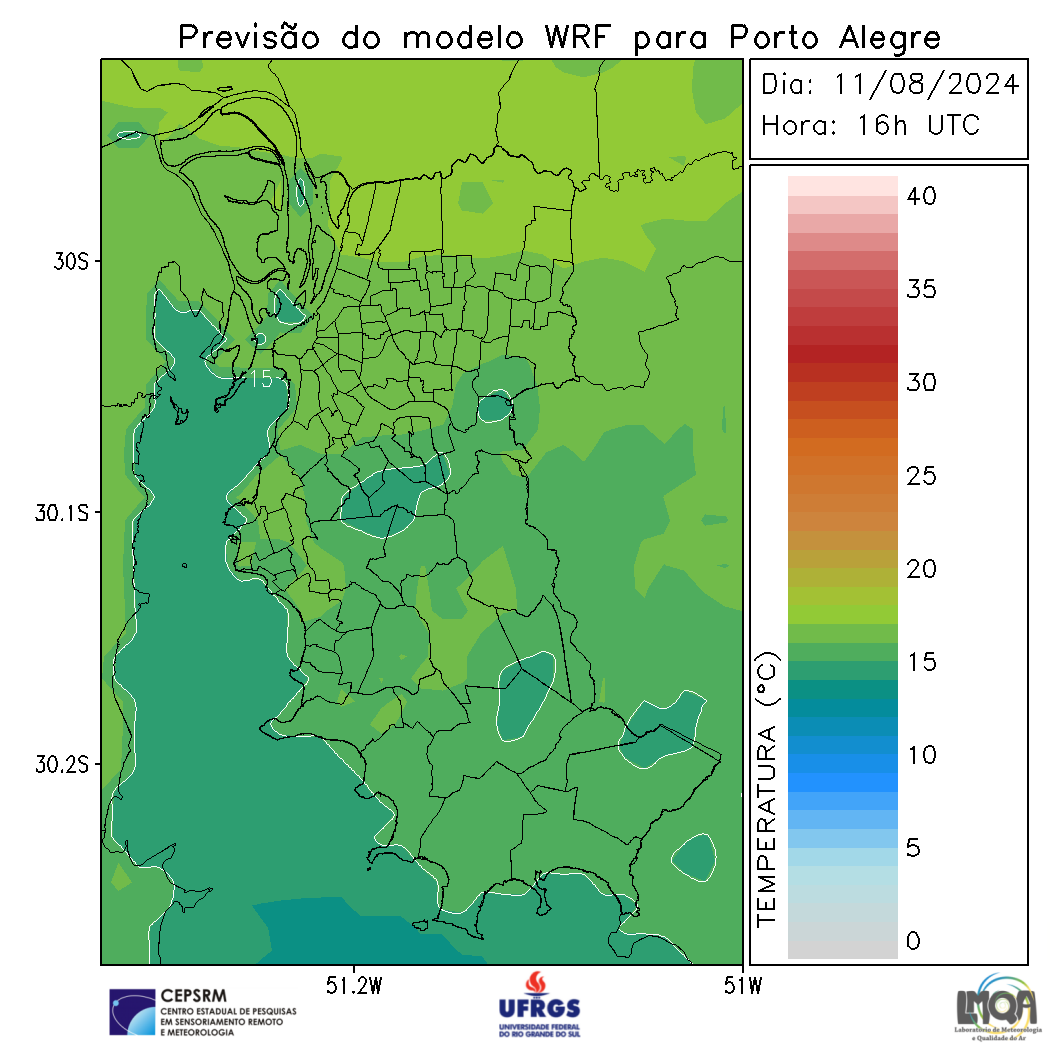 Previsão do modelo WRF para Porto Alegre
Dia: 11/08/2024
Hora: 16h UTC
40
35
30
25
20
15
10
5
0
TEMPERATURA (°C)
30S
30.1S
30.2S
15
51.2W
51W
CEPSRM
CENTRO ESTADUAL DE PESQUISAS
EM SENSORIAMENTO REMOTO
E METEOROLOGIA
UFRGS
UNIVERSIDADE FEDERAL
DO RIO GRANDE DO SUL
LMQA
Laboratório de Meteorologia
e Qualidade do Ar